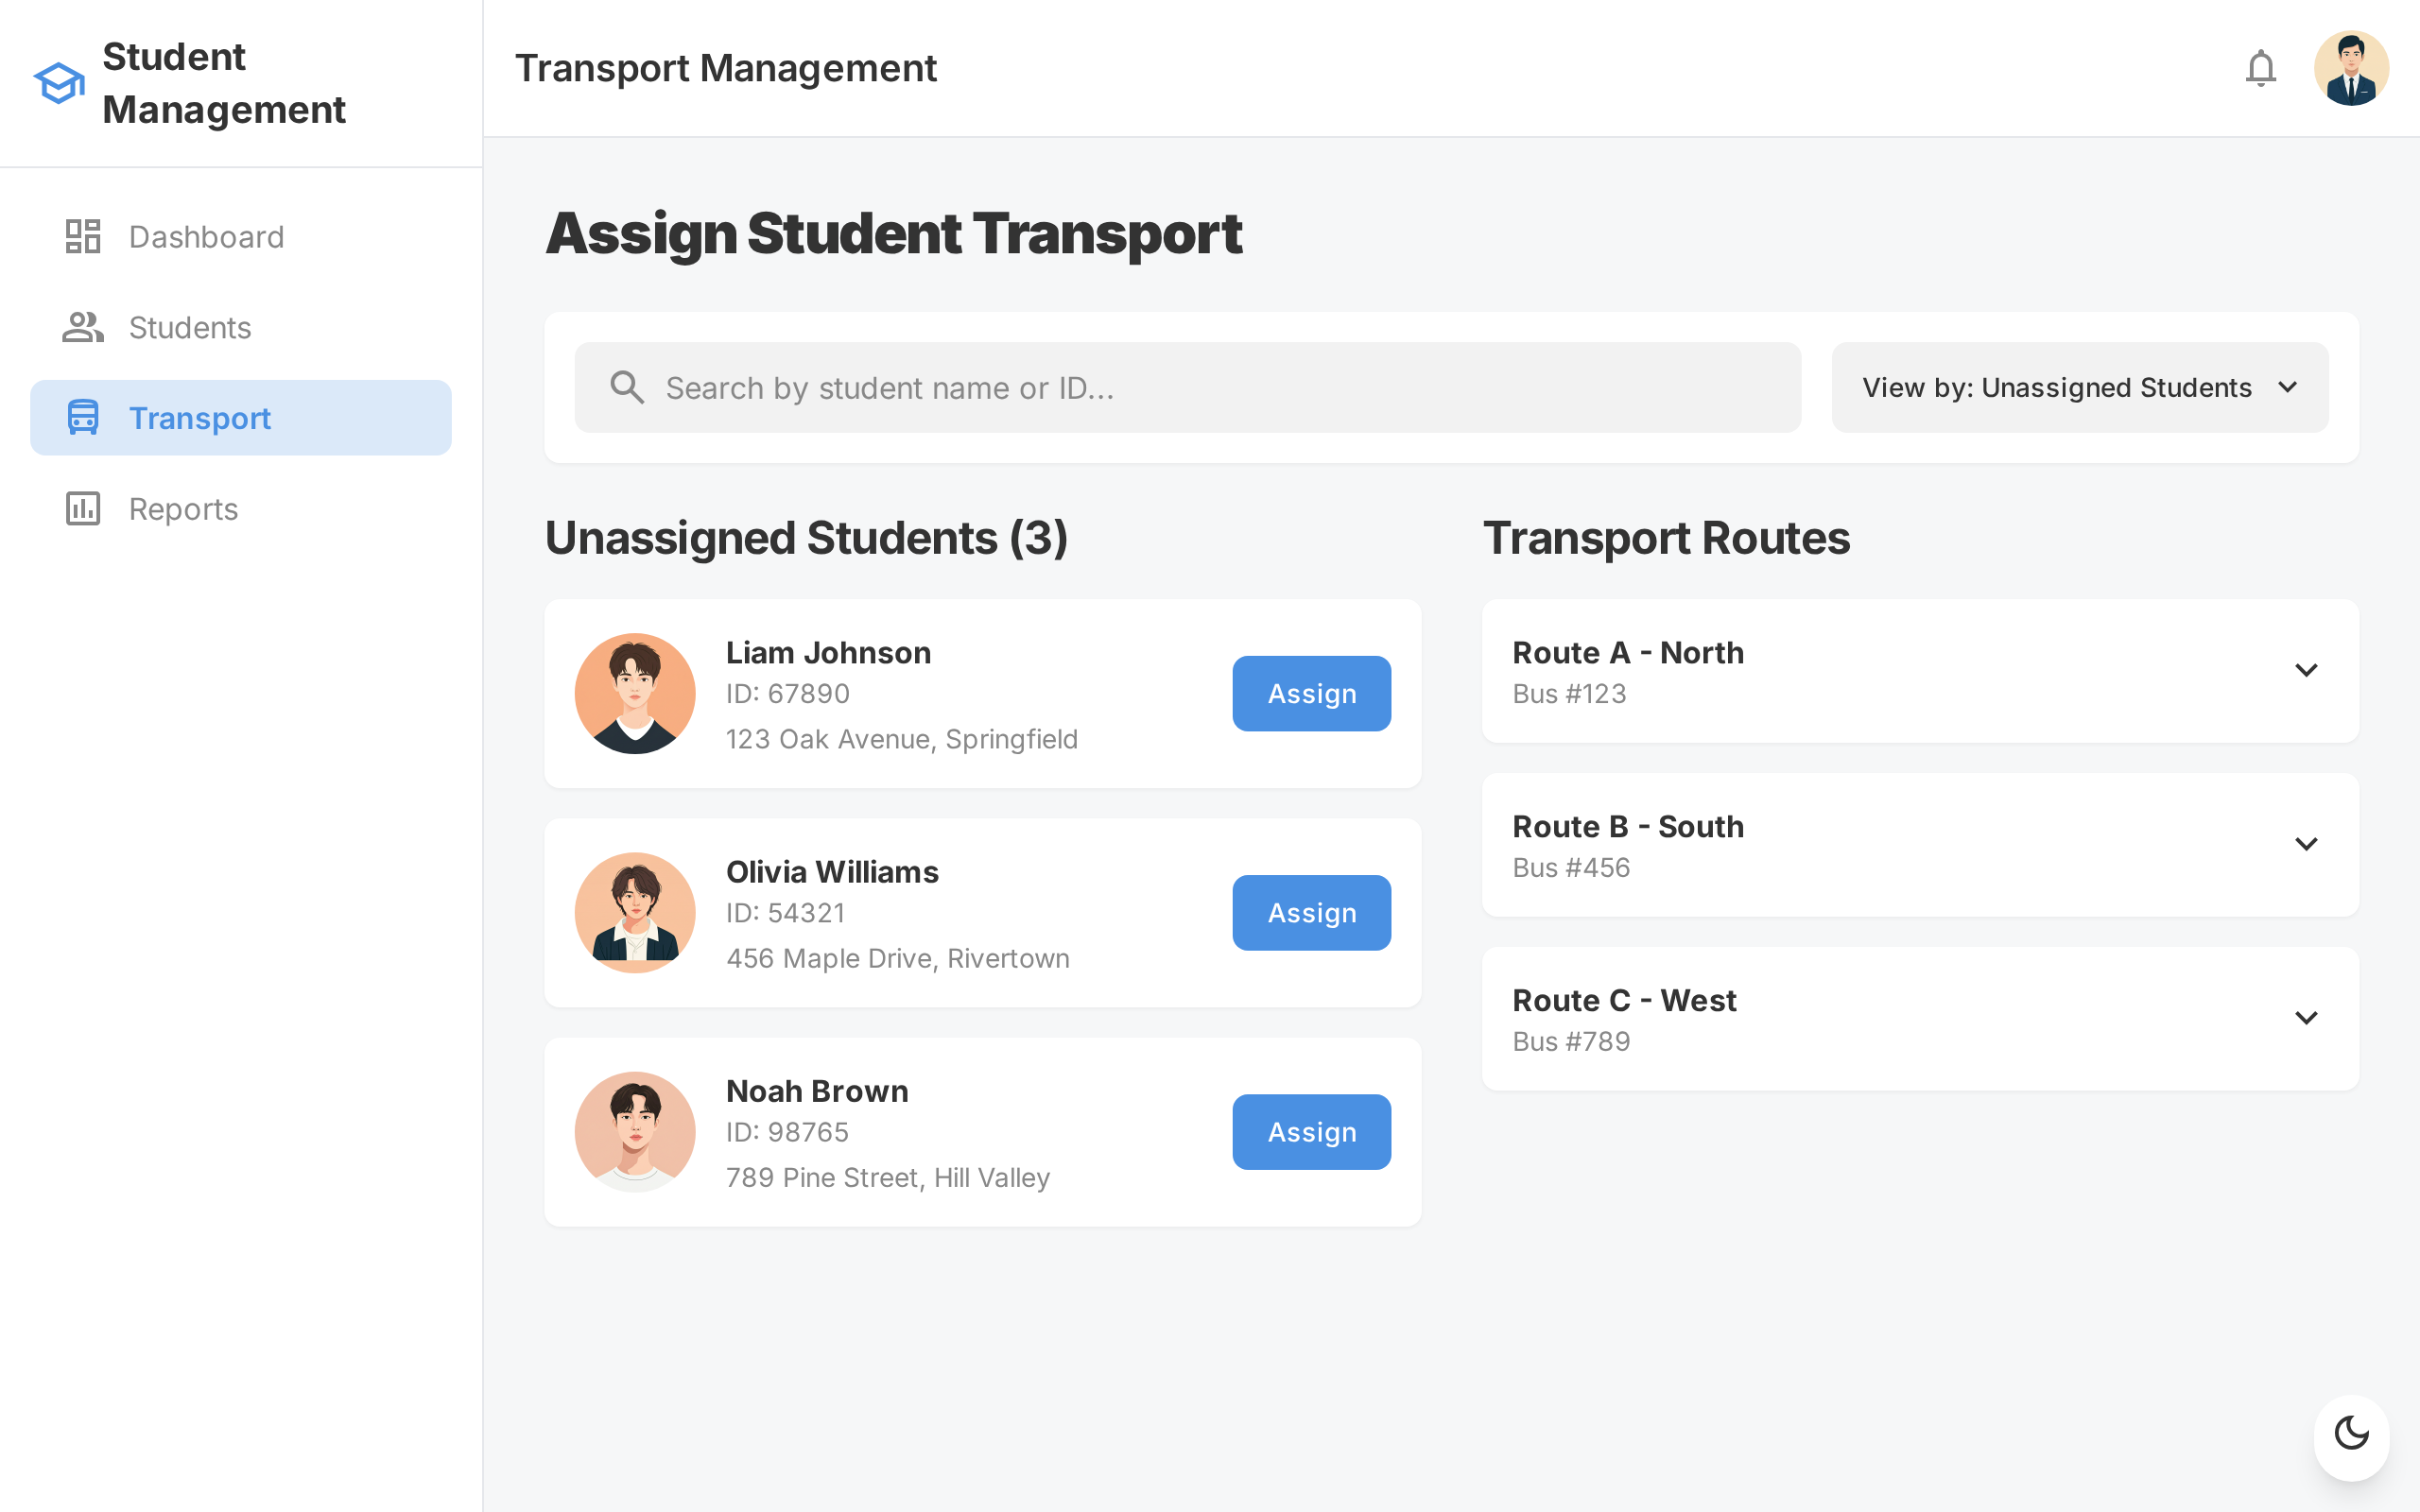 Student
Management
Dashboard
Students
Transport
Reports
Transport Management
Assign Student Transport
Search by student name or ID...
View by: Unassigned Students
Unassigned Students (3)
Liam Johnson
ID: 67890
123 Oak Avenue, Springfield
Assign
Olivia Williams
ID: 54321
456 Maple Drive, Rivertown
Assign
Noah Brown
ID: 98765
789 Pine Street, Hill Valley
Assign
Transport Routes
Route A - North
Bus #123
Route B - South
Bus #456
Route C - West
Bus #789